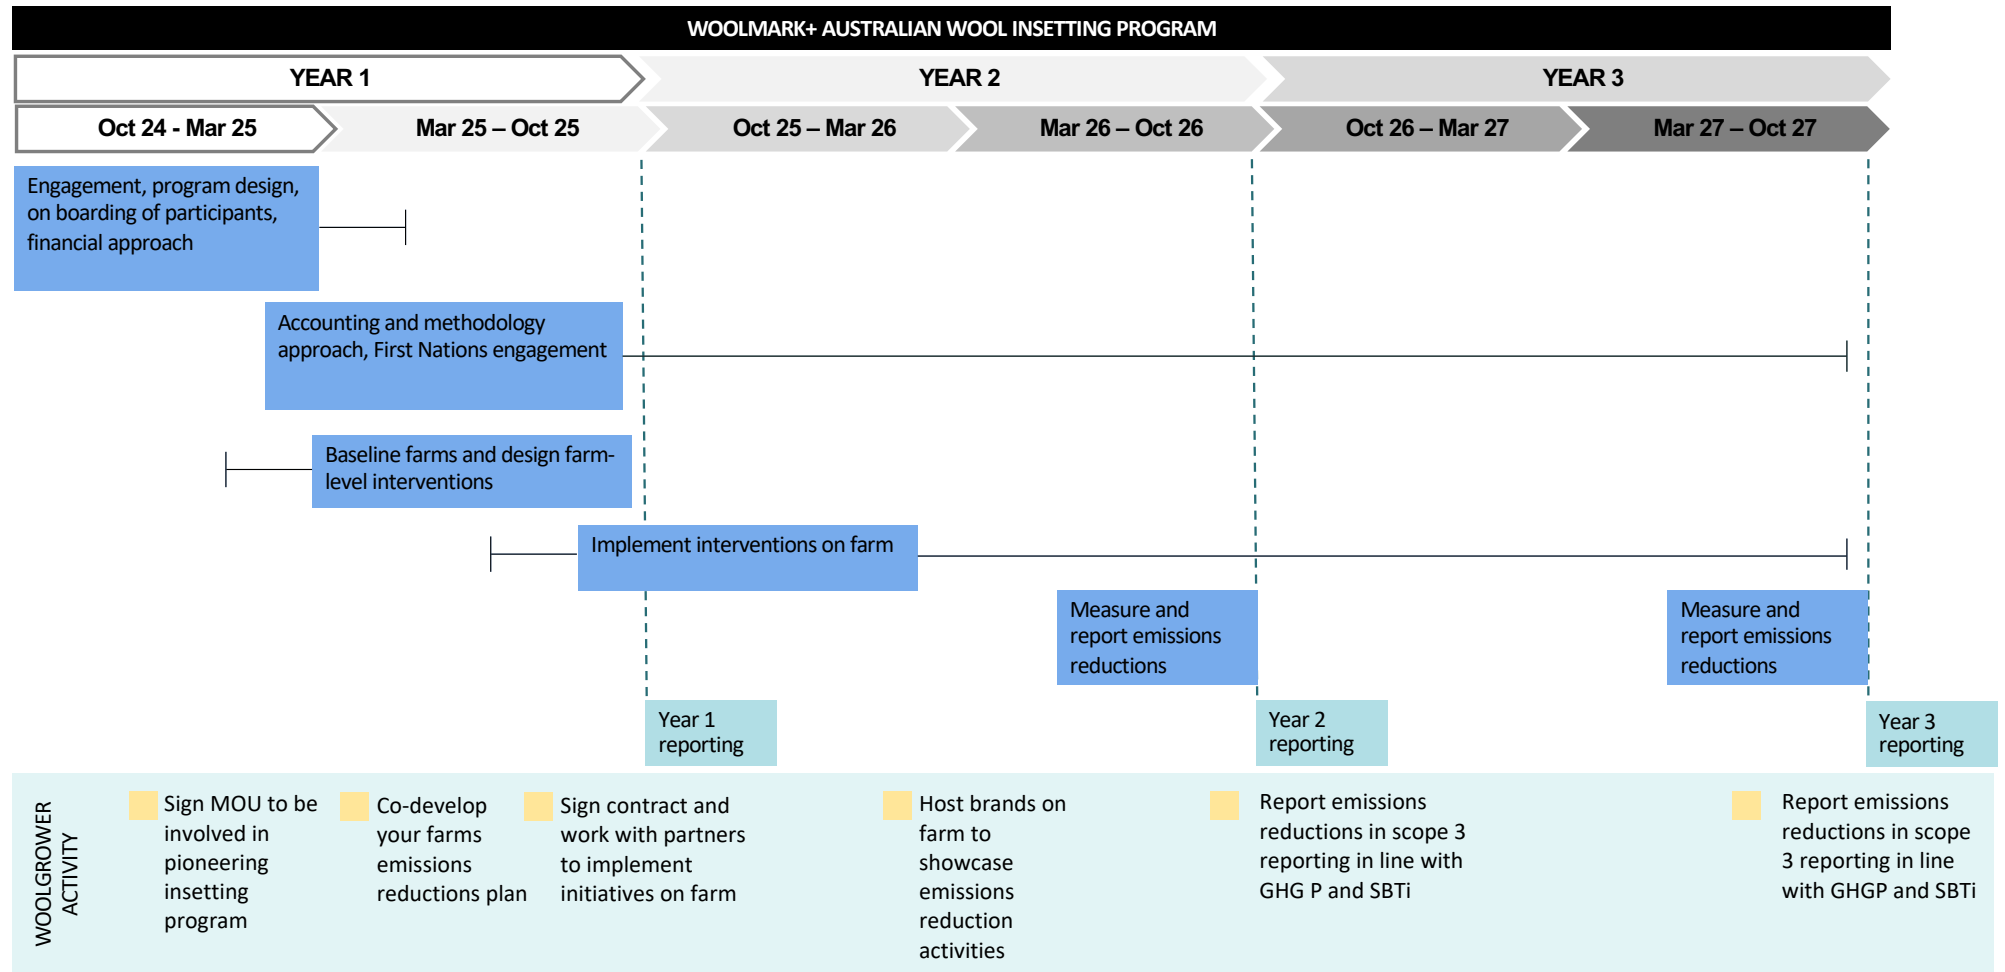 WOOLMARK+ AUSTRALIAN WOOL INSETTING PROGRAM
YEAR 1
YEAR 2
YEAR 3
Oct 24 - Mar 25
Mar 25 – Oct 25
Oct 25 – Mar 26
Mar 26 – Oct 26
Oct 26 – Mar 27
Mar 27 – Oct 27
Engagement, program design,
on boarding of participants,
financial approach
Accounting and methodology
approach, First Nations engagement
Baseline farms and design farm-
level interventions
Implement interventions on farm
Measure and
report emissions
reductions
Measure and
report emissions
reductions
Year 1
reporting
Year 2
reporting
Year 3
reporting
WOOLGROWER
ACTIVITY
Sign MOU to be
involved in
pioneering
insetting
program
Co-develop
your farms
emissions
reductions plan
Sign contract and
work with partners
to implement
initiatives on farm
Host brands on
farm to
showcase
emissions
reduction
activities
Report emissions
reductions in scope 3
reporting in line with
GHG P and SBTi
Report emissions
reductions in scope
3 reporting in line
with GHGP and SBTi